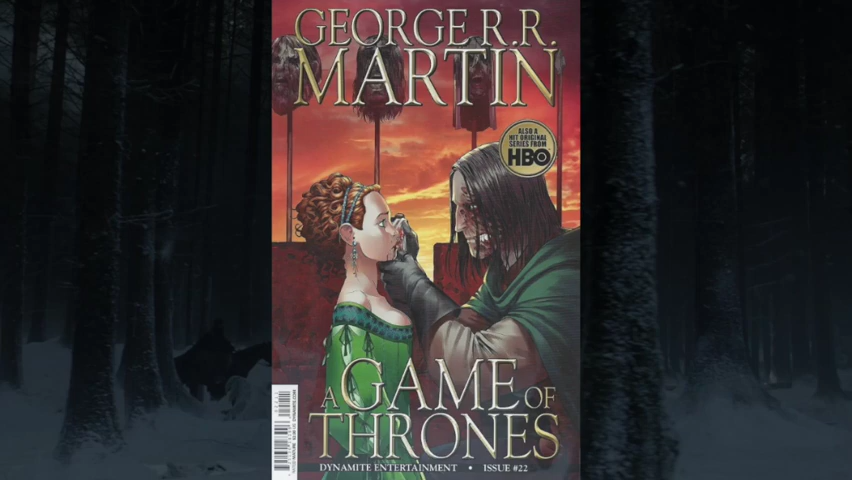 GEORGE R.R.
MARTIN
ALSO A
HIT ORIGINAL
SERIES FROM
HBO
A GAME OF
THRONES
DYNAMITE ENTERTAINMENT • ISSUE #22